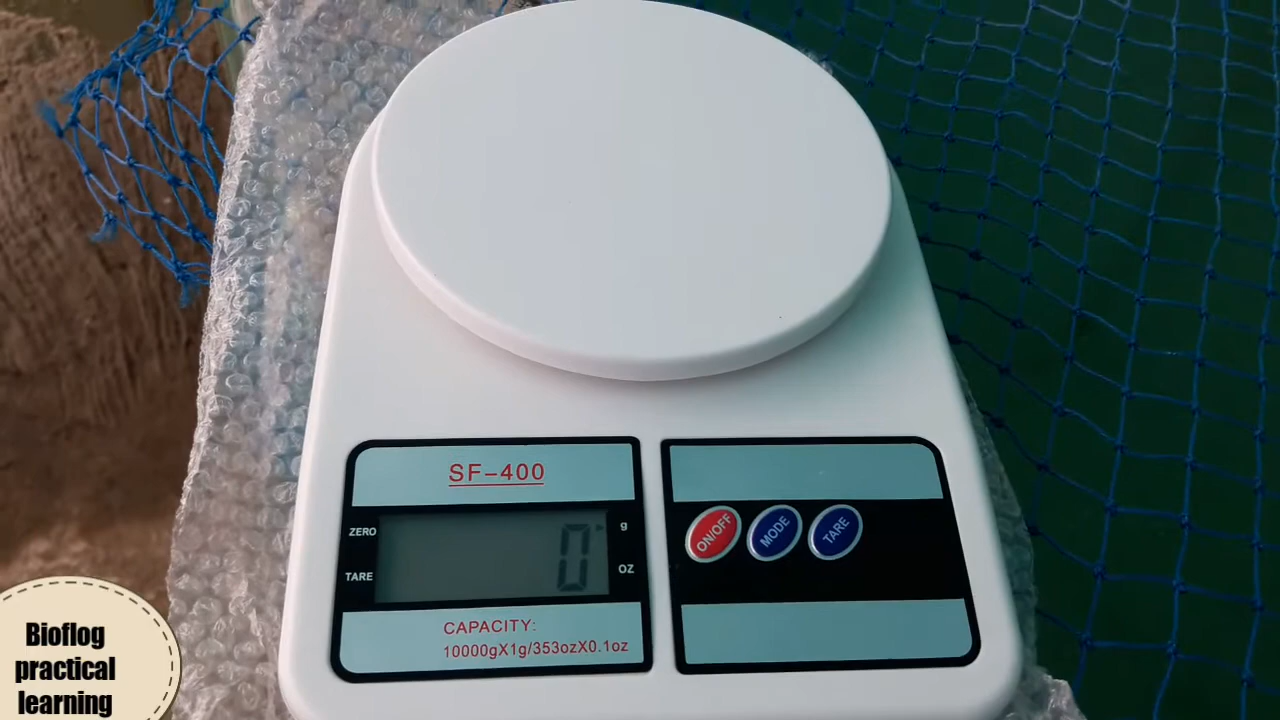 SF-400
ZERO
TARE
0
g
OZ
CAPACITY:
10000gX1g/353ozX0.1oz
ON/OFF
MODE
TARE
Bioflog
practical
learning